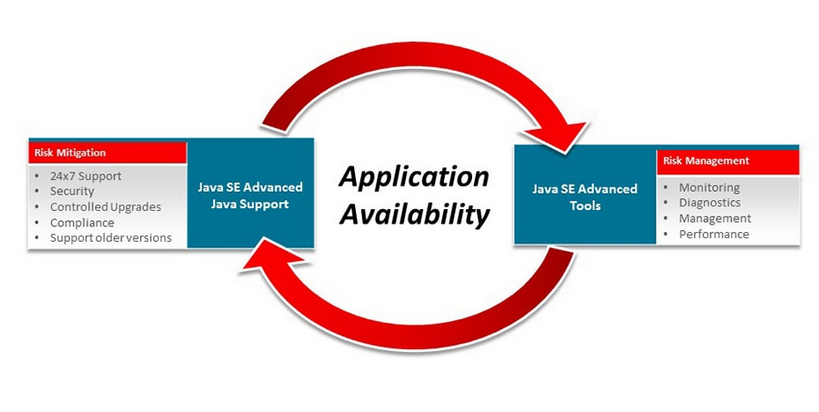 Risk Mitigation
• 24x7 Support
• Security
• Controlled Upgrades
• Compliance
• Support older versions
Java SE Advanced
Java Support
Application
Availability
Java SE Advanced
Tools
Risk Management
• Monitoring
• Diagnostics
• Management
• Performance